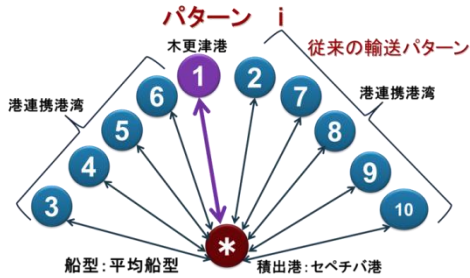 パターン　i
木更津港
従来の輸送パターン
港連携港湾
港連携港湾
1
2
6
7
5
8
4
9
3
10
*
船型：平均船型
積出港：セペチバ港